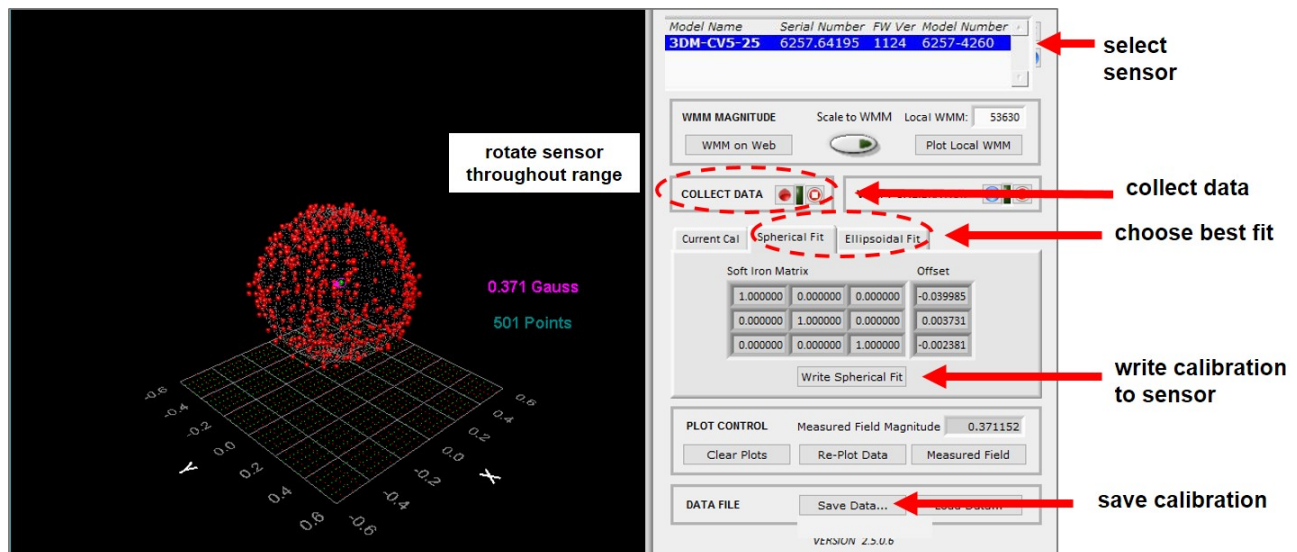 Model Name Serial Number FW Ver Model Number
3DM-CV5-25 6257.64195 1124 6257-4260
select
sensor
WMM MAGNITUDE Scale to WMM Local WMM: 53630
WMM on Web Plot Local WMM
rotate sensor
throughout range
COLLECT DATA
collect data
Current Cal Spherical Fit Ellipsoidal Fit
choose best fit
Soft Iron Matrix Offset
1.000000 0.000000 0.000000 -0.039985
0.000000 1.000000 0.000000 0.003731
0.000000 0.000000 1.000000 -0.002381
Write Spherical Fit
write calibration
to sensor
0.371 Gauss
501 Points
PLOT CONTROL Measured Field Magnitude 0.371152
Clear Plots Re-Plot Data Measured Field
DATA FILE Save Data...
save calibration
VERSION 2.5.0.6
-0.6 -0.4 -0.2 0.0 0.2 0.4 0.6
Y
-0.6 -0.4 -0.2 0.0 0.2 0.4 0.6
X